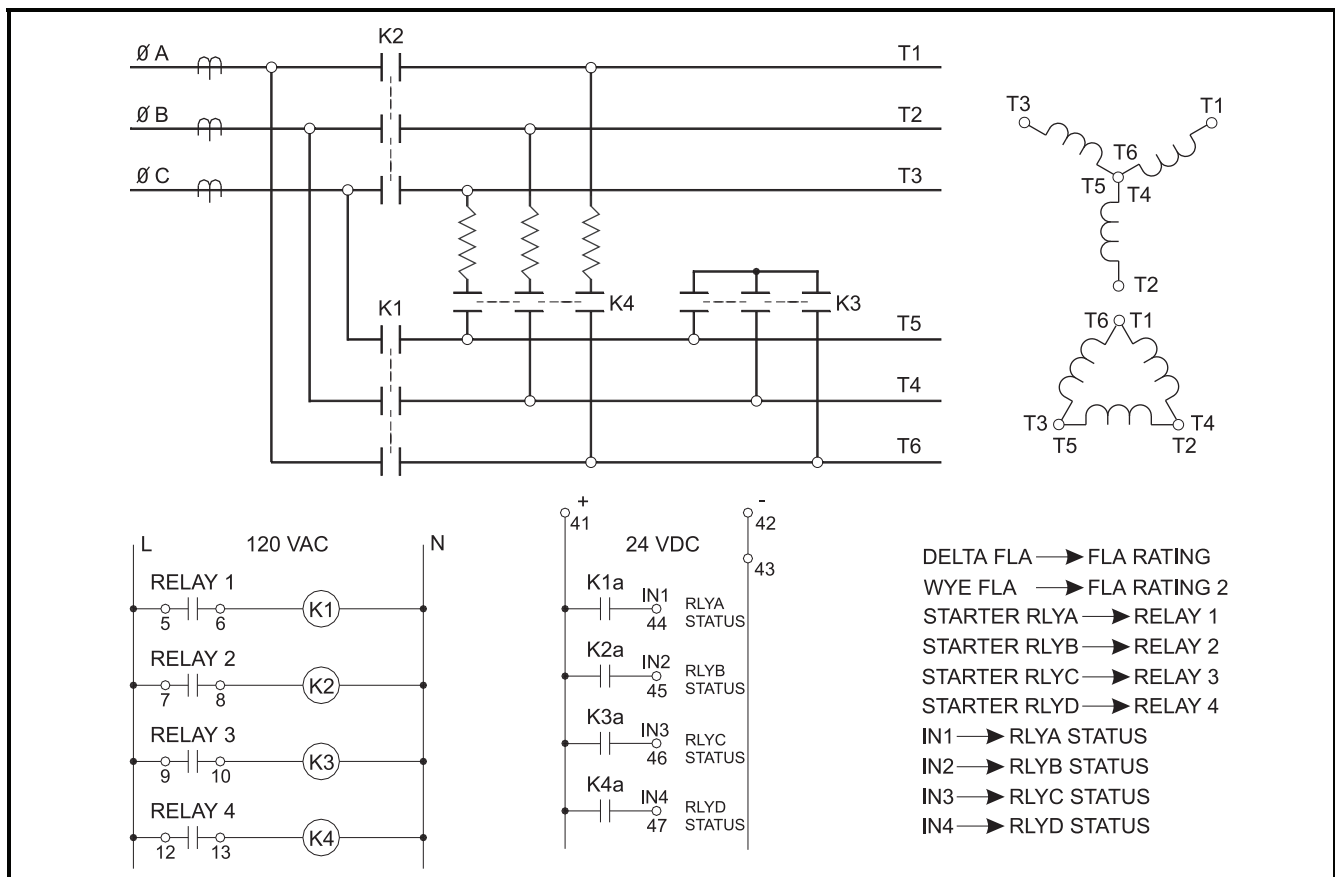 K2
Ø A
T1
Ø B
T2
Ø C
T3
K4
K3
K1
T5
T4
T6
T3
T1
T6
T5
T4
T2
T6
T1
T3
T4
T5
T2
L
120 VAC
N
RELAY 1
5
6
K1
RELAY 2
7
8
K2
RELAY 3
9
10
K3
RELAY 4
12
13
K4
+
41
-
42
24 VDC
43
K1a
IN1
44
RLYA
STATUS
K2a
IN2
45
RLYB
STATUS
K3a
IN3
46
RLYC
STATUS
K4a
IN4
47
RLYD
STATUS
DELTA FLA → FLA RATING
WYE FLA → FLA RATING 2
STARTER RLYA → RELAY 1
STARTER RLYB → RELAY 2
STARTER RLYC → RELAY 3
STARTER RLYD → RELAY 4
IN1 → RLYA STATUS
IN2 → RLYB STATUS
IN3 → RLYC STATUS
IN4 → RLYD STATUS